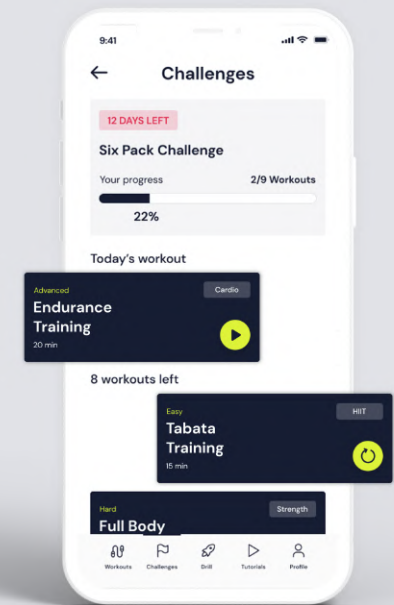 9:41
Challenges
12 DAYS LEFT
Six Pack Challenge
Your progress 2/9 Workouts
22%
Today's workout
Advanced Cardio
Endurance
Training
20 min
8 workouts left
Easy HIIT
Tabata
Training
15 min
Hard Strength
Full Body
Workouts Challenges Drill Tutorials Profile